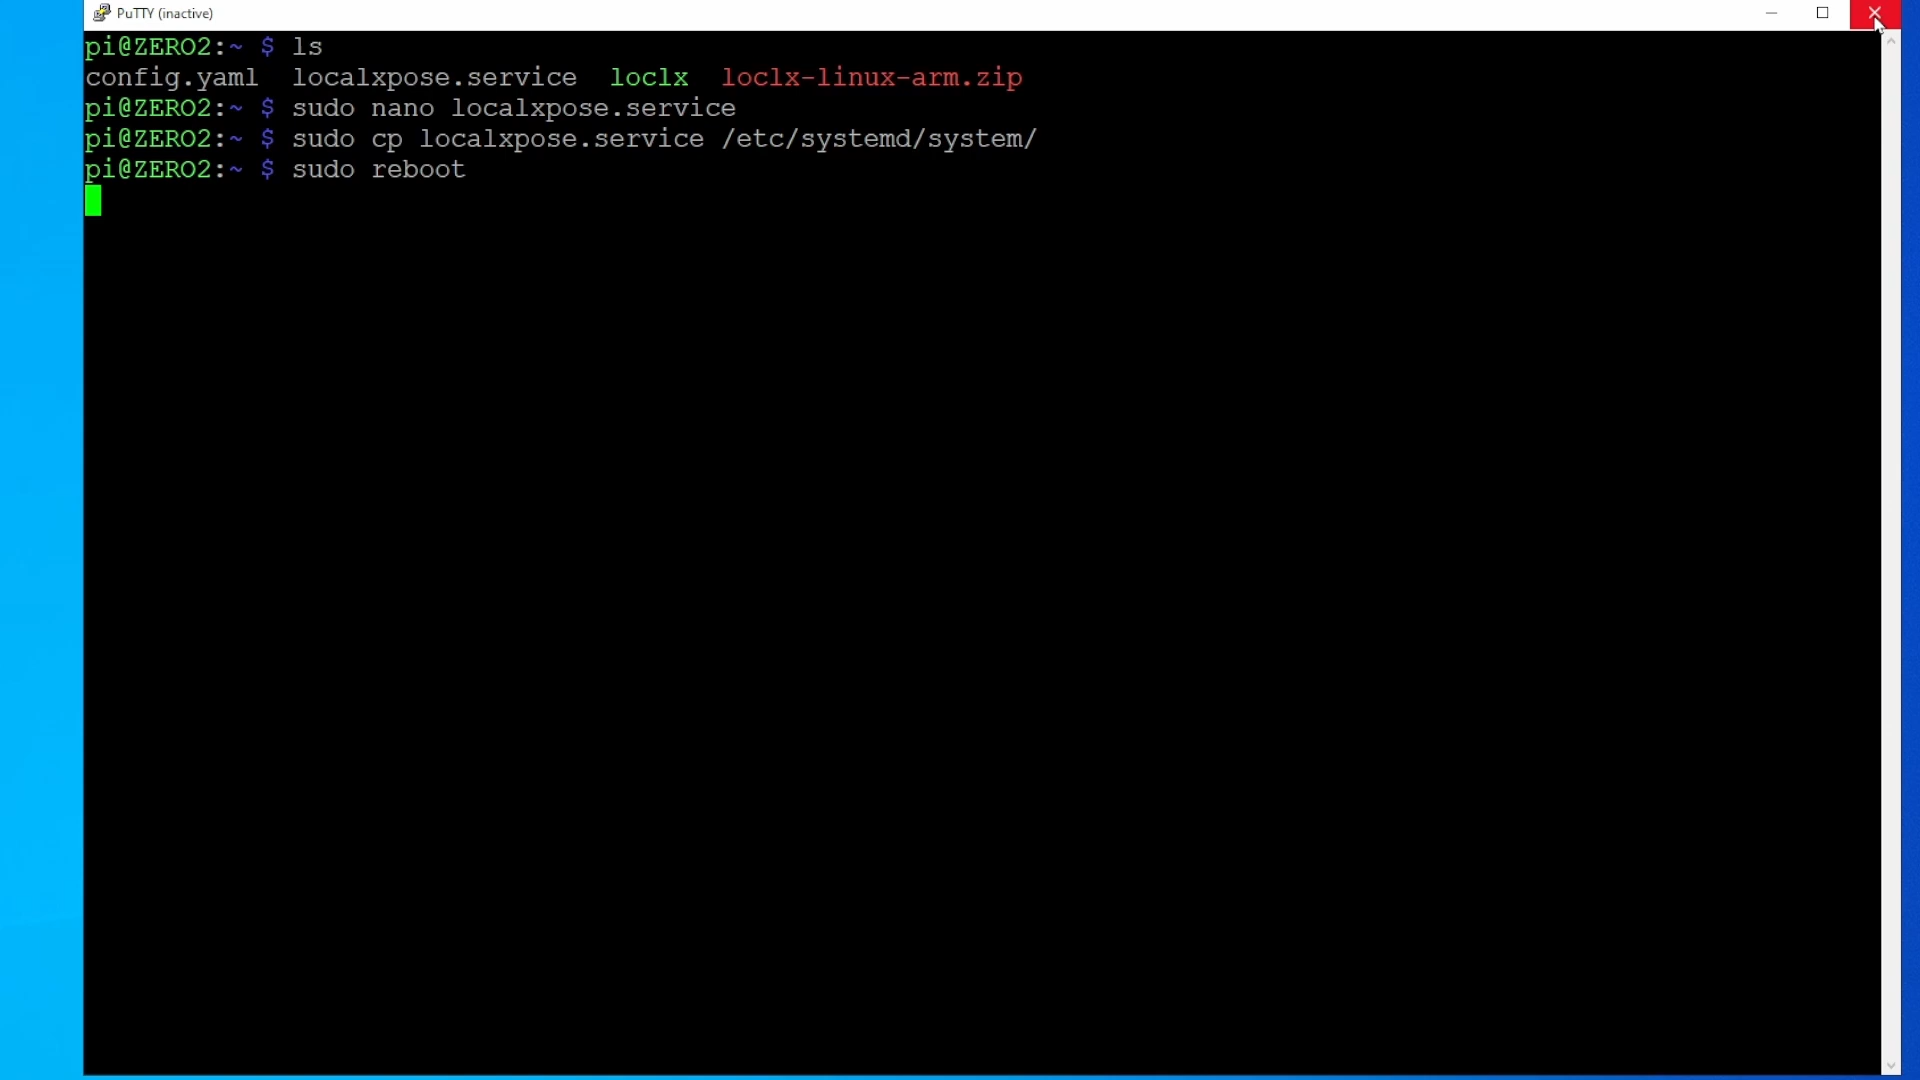 PuTTY (inactive)
pi@ZERO2:~ $ ls
config.yaml  localxpose.service  loclx  loclx-linux-arm.zip
pi@ZERO2:~ $ sudo nano localxpose.service
pi@ZERO2:~ $ sudo cp localxpose.service /etc/systemd/system/
pi@ZERO2:~ $ sudo reboot